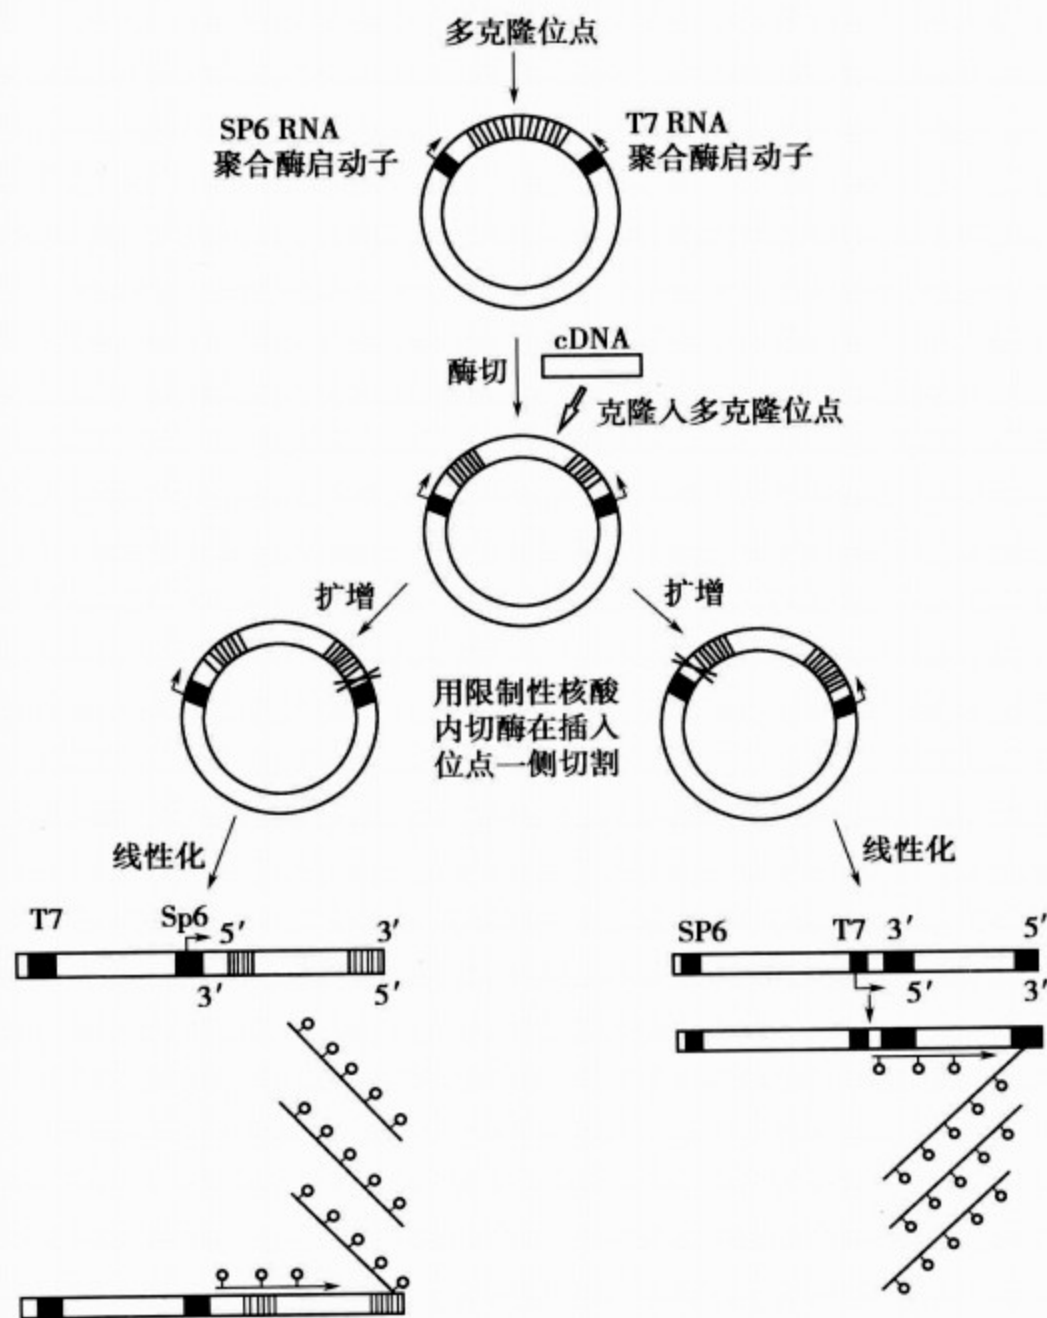 多克隆位点
SP6 RNA
聚合酶启动子
T7 RNA
聚合酶启动子
酶切
cDNA
克隆入多克隆位点
扩增
扩增
用限制性核酸
内切酶在插入
位点一侧切割
线性化
线性化
T7 Sp6 5′ 3′
3′ 5′
SP6 T7 3′ 5′
5′ 3′